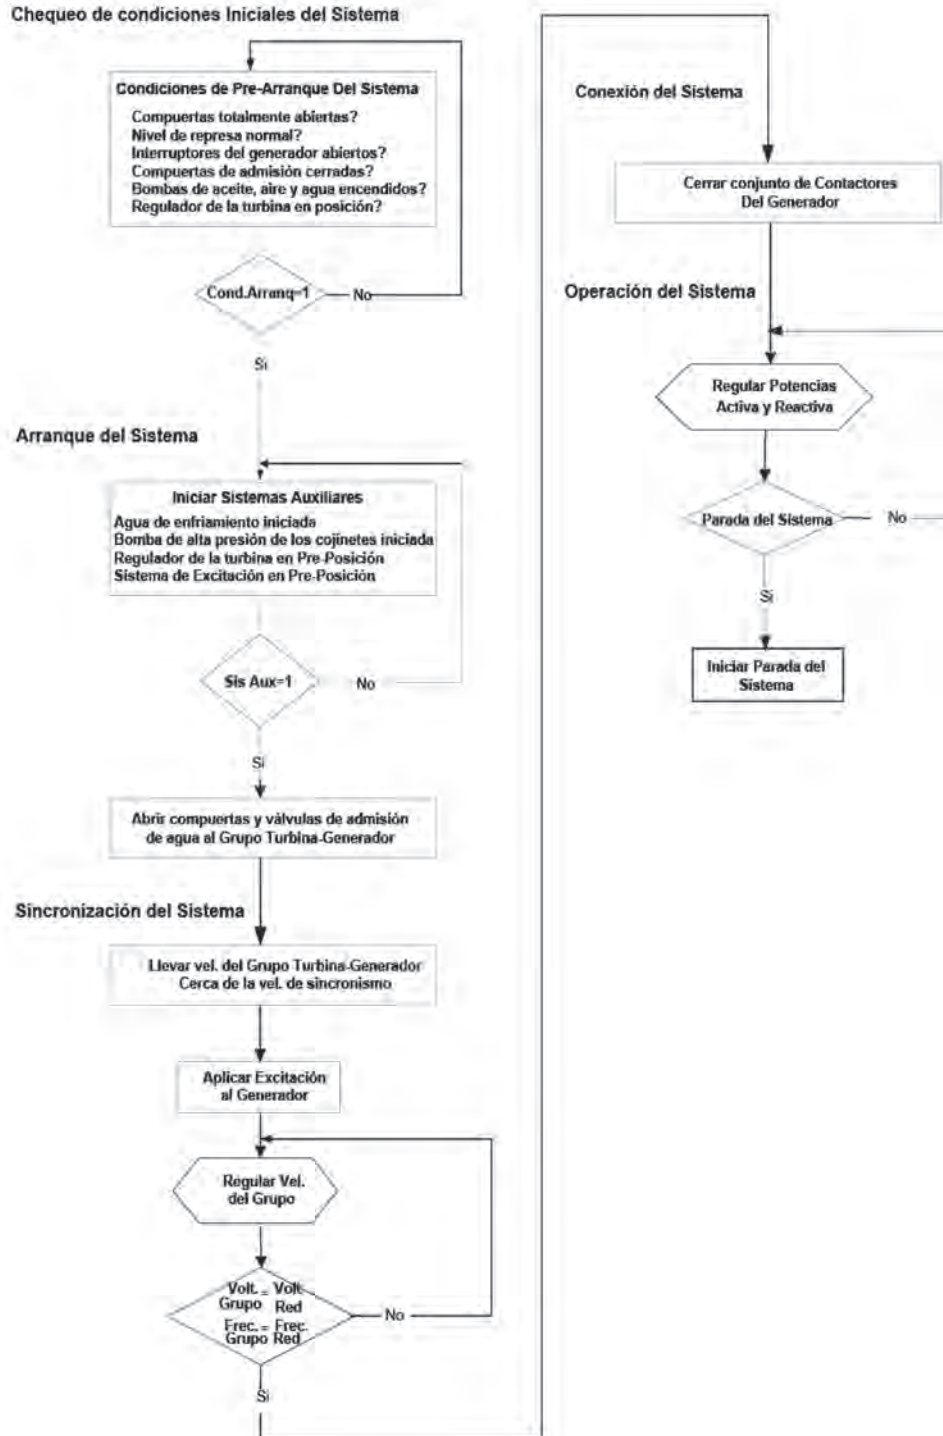 Chequeo de condiciones Iniciales del Sistema
Condiciones de Pre-Arranque Del Sistema
Compuertas totalmente abiertas?
Nivel de represa normal?
Interruptores del generador abiertos?
Compuertas de admisión cerradas?
Bombas de aceite, aire y agua encendidos?
Regulador de la turbina en posición?
Cond.Arranq=1
No
Si
Arranque del Sistema
Iniciar Sistemas Auxiliares
Agua de enfriamiento iniciada
Bomba de alta presión de los cojinetes iniciada
Regulador de la turbina en Pre-Posición
Sistema de Excitación en Pre-Posición
Sis Aux=1
No
Si
Abrir compuertas y válvulas de admisión
de agua al Grupo Turbina-Generador
Sincronización del Sistema
Llevar vel. del Grupo Turbina-Generador
Cerca de la vel. de sincronismo
Aplicar Excitación
al Generador
Regular Vel.
del Grupo
Volt. = Volt.
Grupo Red
Frec. = Frec.
Grupo Red
No
Si
Conexión del Sistema
Cerrar conjunto de Contactores
Del Generador
Operación del Sistema
Regular Potencias
Activa y Reactiva
Parada del Sistema
No
Si
Iniciar Parada del
Sistema